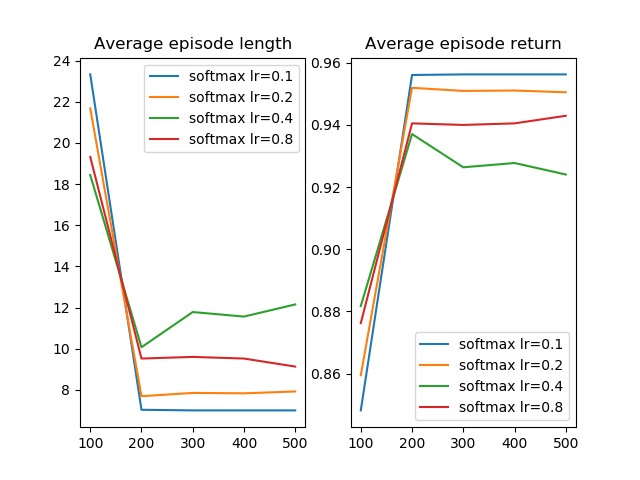 Average episode length
24
22
20
18
16
14
12
10
8
100 200 300 400 500
softmax lr=0.1
softmax lr=0.2
softmax lr=0.4
softmax lr=0.8
Average episode return
0.96
0.94
0.92
0.90
0.88
0.86
100 200 300 400 500
softmax lr=0.1
softmax lr=0.2
softmax lr=0.4
softmax lr=0.8